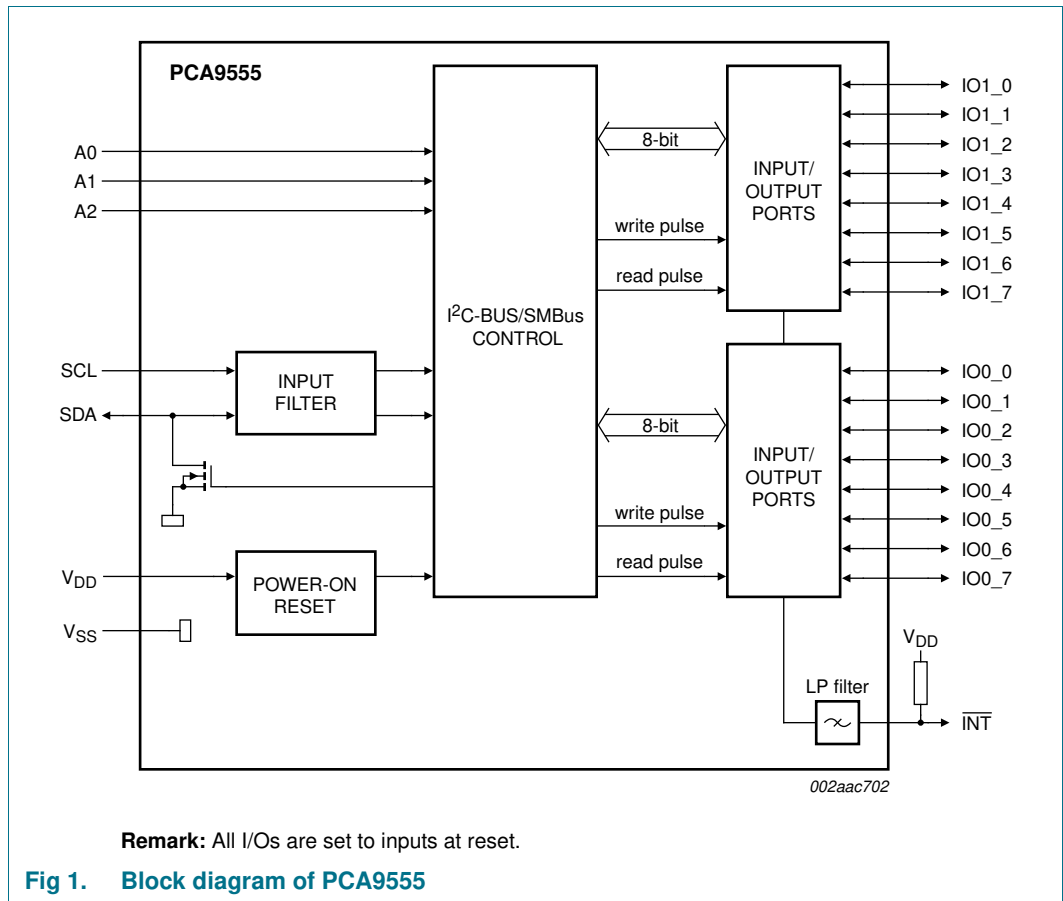 PCA9555
A0
A1
A2
SCL
SDA
V_DD
V_SS
INPUT
FILTER
POWER-ON
RESET
I²C-BUS/SMBus
CONTROL
8-bit
write pulse
read pulse
8-bit
write pulse
read pulse
INPUT/
OUTPUT
PORTS
INPUT/
OUTPUT
PORTS
IO1_0
IO1_1
IO1_2
IO1_3
IO1_4
IO1_5
IO1_6
IO1_7
IO0_0
IO0_1
IO0_2
IO0_3
IO0_4
IO0_5
IO0_6
IO0_7
V_DD
LP filter
I̅N̅T̅
002aac702
Remark: All I/Os are set to inputs at reset.
Fig 1. Block diagram of PCA9555